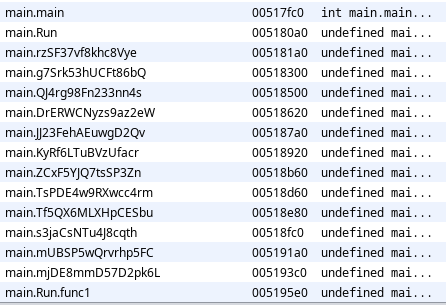 main.main 00517fc0 int main.main...
main.Run 005180a0 undefined mai...
main.rzSF37vf8khc8Vye 005181a0 undefined mai...
main.g7Srk53hUCFt86bQ 00518300 undefined mai...
main.QJ4rg98Fn233nn4s 00518500 undefined mai...
main.DrERWCNyzs9az2eW 00518620 undefined mai...
main.JJ23FehAEuwgD2Qv 005187a0 undefined mai...
main.KyRf6LTuBVzUfacr 00518920 undefined mai...
main.ZCxF5YJQ7tsSP3Zn 00518b60 undefined mai...
main.TsPDE4w9RXwcc4rm 00518d60 undefined mai...
main.Tf5QX6MLXHpCESbu 00518e80 undefined mai...
main.s3jaCsNTu4J8cqth 00518fc0 undefined mai...
main.mUBSP5wQrvrhp5FC 005191a0 undefined mai...
main.mjDE8mmD57D2pk6L 005193c0 undefined mai...
main.Run.func1 005195e0 undefined mai...